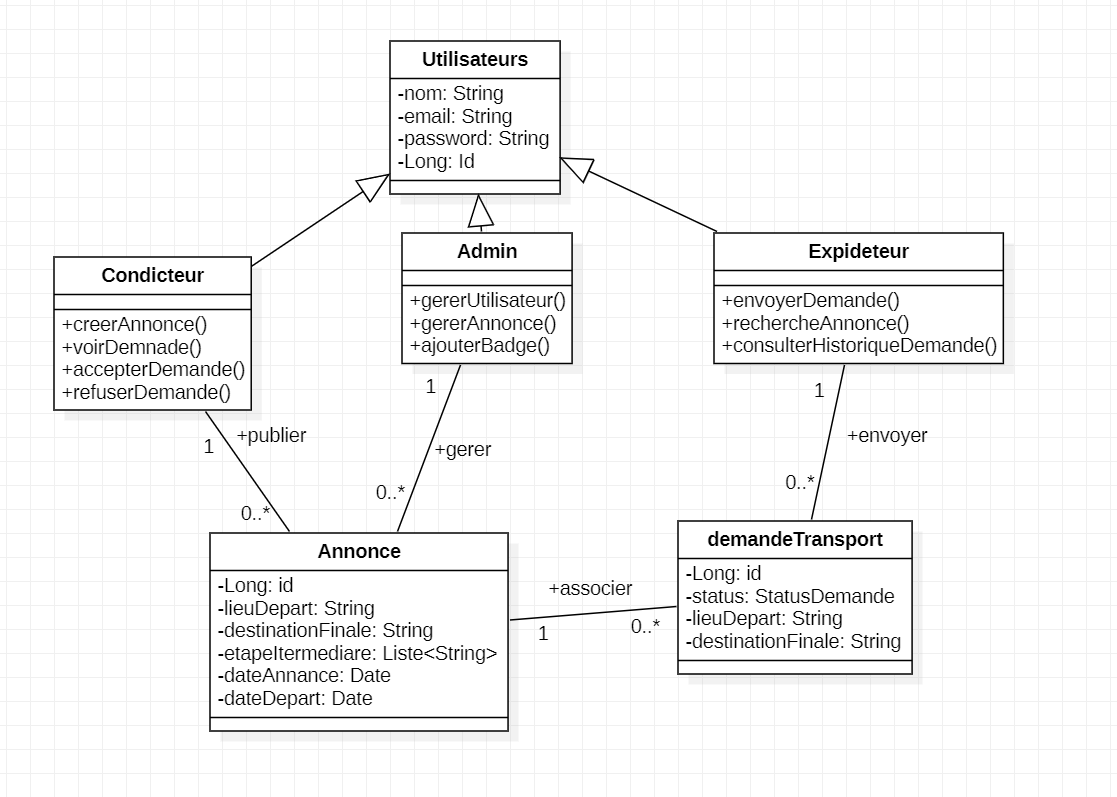 Utilisateurs
-nom: String
-email: String
-password: String
-Long: Id
Condicteur
+creerAnnonce()
+voirDemnade()
+accepterDemande()
+refuserDemande()
Admin
+gererUtilisateur()
+gererAnnonce()
+ajouterBadge()
Expideteur
+envoyerDemande()
+rechercheAnnonce()
+consulterHistoriqueDemande()
1
+publier
0..*
1
+gerer
0..*
1
+envoyer
0..*
Annonce
-Long: id
-lieuDepart: String
-destinationFinale: String
-etapeItermediare: Liste<String>
-dateAnnance: Date
-dateDepart: Date
+associer
1
0..*
demandeTransport
-Long: id
-status: StatusDemande
-lieuDepart: String
-destinationFinale: String